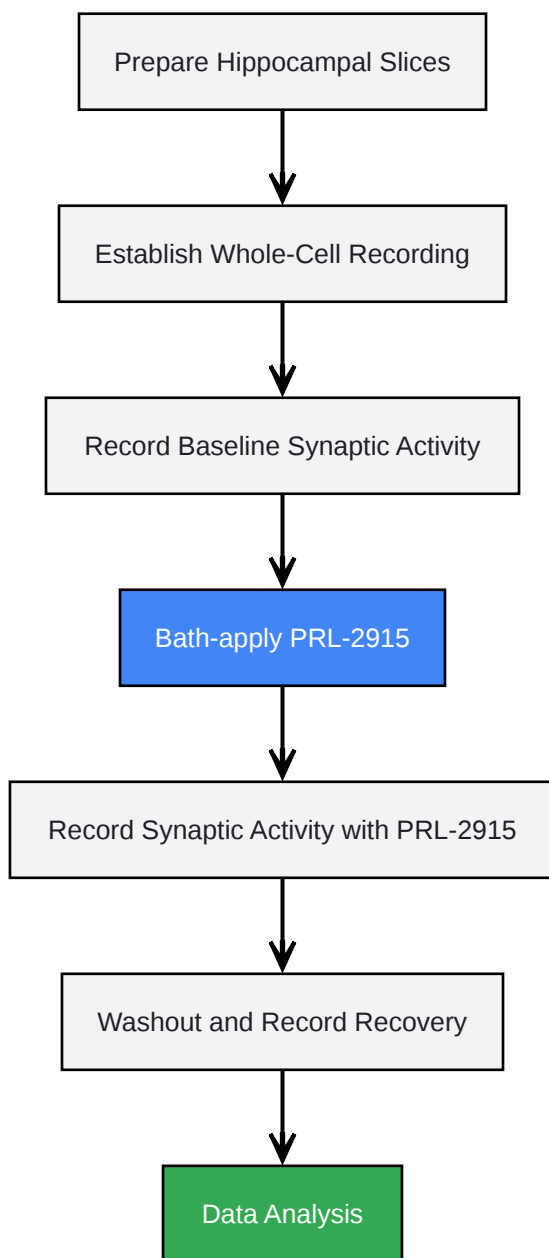 Prepare Hippocampal Slices
Establish Whole-Cell Recording
Record Baseline Synaptic Activity
Bath-apply PRL-2915
Record Synaptic Activity with PRL-2915
Washout and Record Recovery
Data Analysis